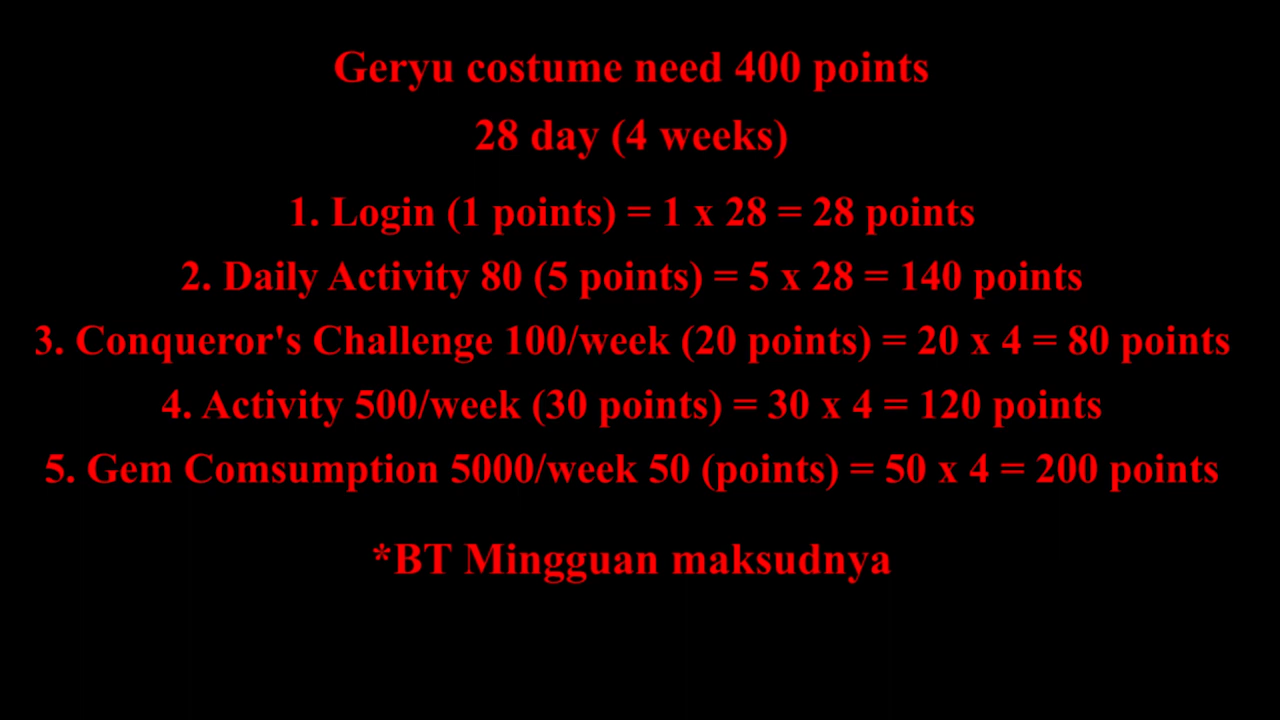 Geryu costume need 400 points
28 day (4 weeks)
1. Login (1 points) = 1 x 28 = 28 points
2. Daily Activity 80 (5 points) = 5 x 28 = 140 points
3. Conqueror's Challenge 100/week (20 points) = 20 x 4 = 80 points
4. Activity 500/week (30 points) = 30 x 4 = 120 points
5. Gem Comsumption 5000/week 50 (points) = 50 x 4 = 200 points
*BT Mingguan maksudnya